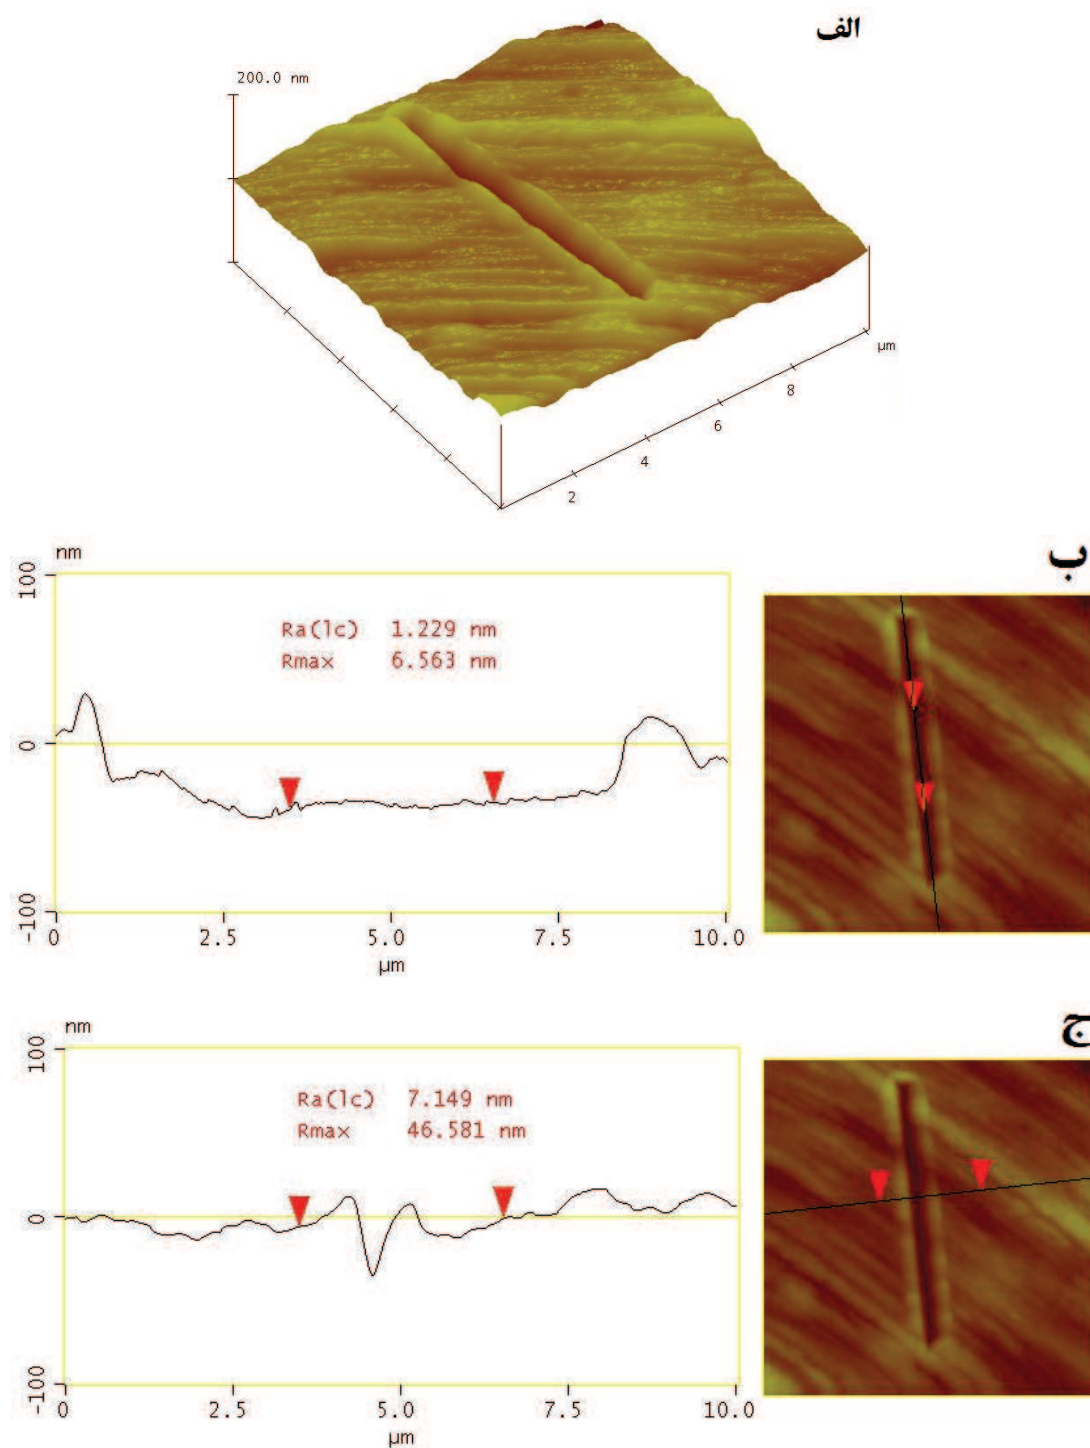 الف
200.0 nm
µm
8
6
4
2
ب
nm
100
0
-100
Ra(lc) 1.229 nm
Rmax 6.563 nm
0 2.5 5.0 7.5 10.0
µm
ج
nm
100
0
-100
Ra(lc) 7.149 nm
Rmax 46.581 nm
0 2.5 5.0 7.5 10.0
µm